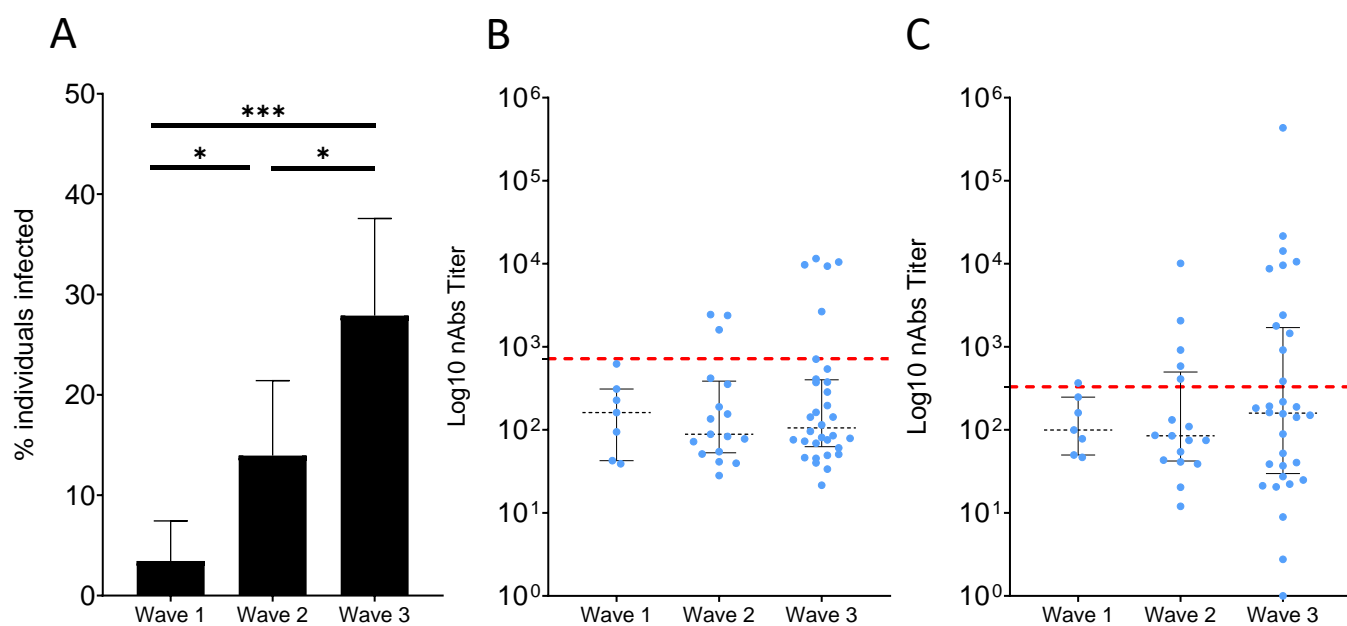 A
B
C
% individuals infected
50
40
30
20
10
0
***
*
*
Wave 1
Wave 2
Wave 3
Log10 nAbs Titer
10⁶
10⁵
10⁴
10³
10²
10¹
10⁰
Wave 1
Wave 2
Wave 3
Log10 nAbs Titer
10⁶
10⁵
10⁴
10³
10²
10¹
10⁰
Wave 1
Wave 2
Wave 3